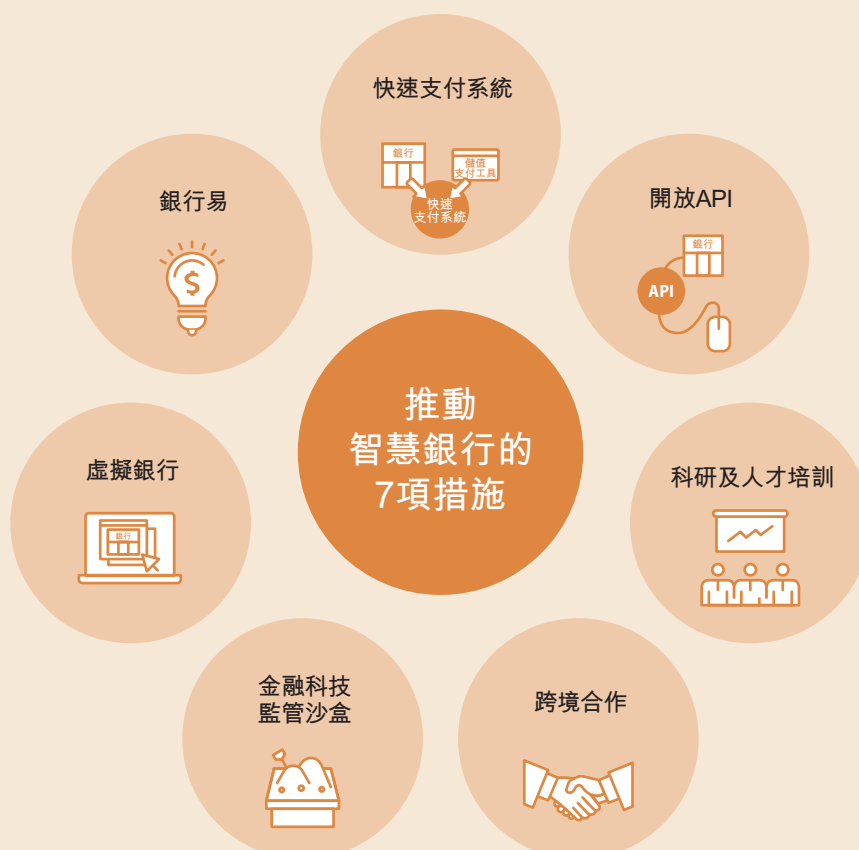 快速支付系統
銀行
儲值
支付工具
快速
支付系統
銀行易
$
開放API
銀行
API
推動
智慧銀行的
7項措施
虛擬銀行
銀行
科研及人才培訓
金融科技
監管沙盒
跨境合作